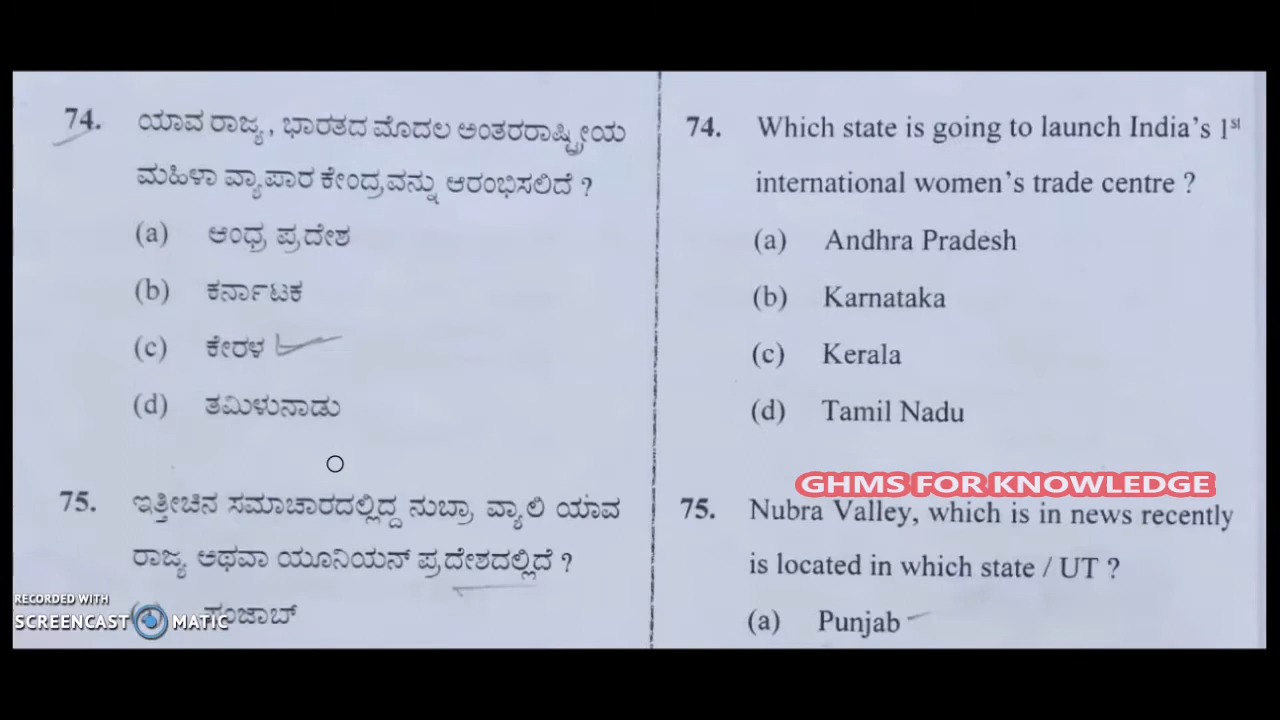 74. ಯಾವ ರಾಜ್ಯ, ಭಾರತದ ಮೊದಲ ಅಂತರರಾಷ್ಟ್ರೀಯ
ಮಹಿಳಾ ವ್ಯಾಪಾರ ಕೇಂದ್ರವನ್ನು ಆರಂಭಿಸಲಿದೆ ?
(a) ಆಂಧ್ರ ಪ್ರದೇಶ
(b) ಕರ್ನಾಟಕ
(c) ಕೇರಳ
(d) ತಮಿಳುನಾಡು
75. ಇತ್ತೀಚಿನ ಸಮಾಚಾರದಲ್ಲಿದ್ದ ನುಬ್ರಾ ವ್ಯಾಲಿ ಯಾವ
ರಾಜ್ಯ ಅಥವಾ ಯೂನಿಯನ್ ಪ್ರದೇಶದಲ್ಲಿದೆ ?
ಪಂಜಾಬ್
RECORDED WITH
SCREENCAST MATIC
74. Which state is going to launch India's 1st
international women's trade centre ?
(a) Andhra Pradesh
(b) Karnataka
(c) Kerala
(d) Tamil Nadu
GHMS FOR KNOWLEDGE
75. Nubra Valley, which is in news recently
is located in which state / UT ?
(a) Punjab